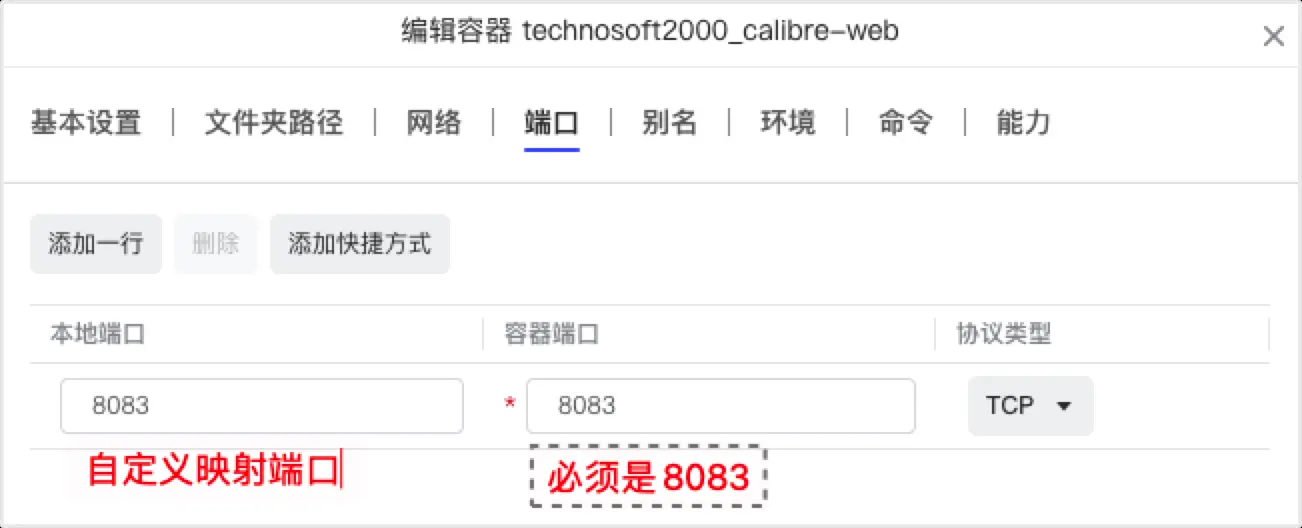 编辑容器 technosoft2000_calibre-web
基本设置 | 文件夹路径 | 网络 | 端口 | 别名 | 环境 | 命令 | 能力
添加一行 删除 添加快捷方式
本地端口 容器端口 协议类型
8083 * 8083 TCP
自定义映射端口 必须是8083